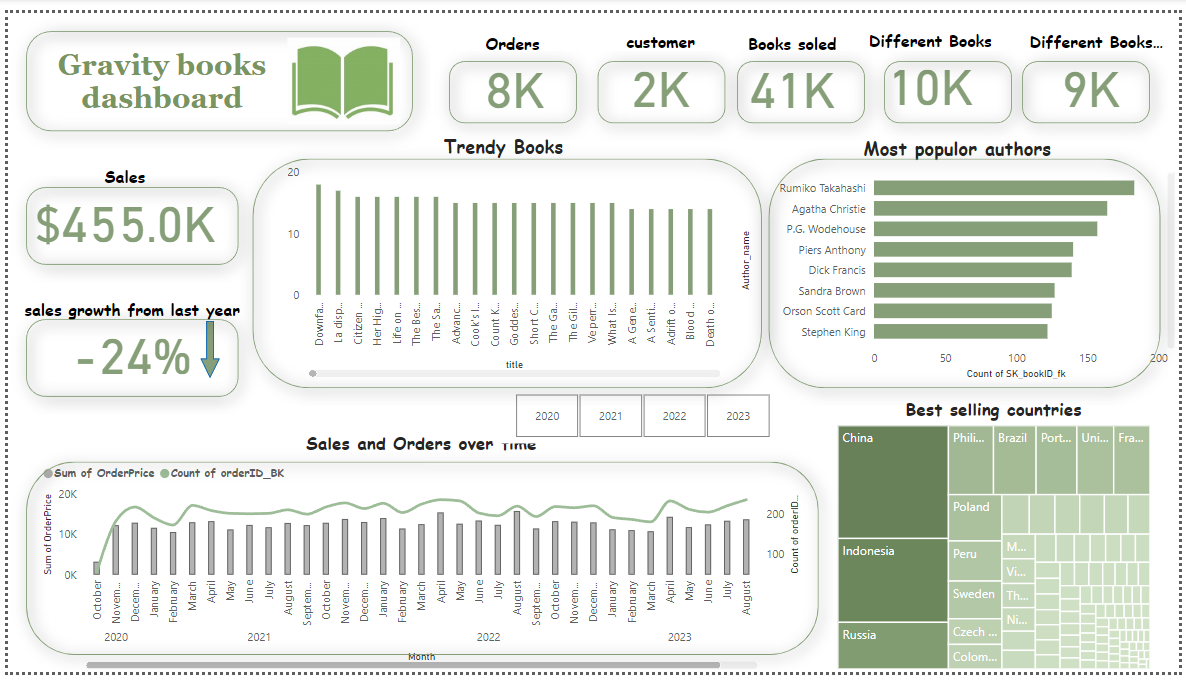 Gravity books
dashboard
Orders
8K
customer
2K
Books soled
41K
Different Books
10K
Different Books...
9K
Sales
$455.0K
sales growth from last year
-24%
Trendy Books
20
10
0
Downfa...
La disp...
Citizen ...
Her Hig...
Life on ...
The Bes...
The Sa...
Advanc...
Cook's I...
Count K...
Goddes...
Short C...
The Ga...
The Gil...
Ve perr...
What Is...
A Gene...
A Senti...
Adrift o...
Blood ...
Death o...
title
Most populor authors
Author_name
Rumiko Takahashi
Agatha Christie
P.G. Wodehouse
Piers Anthony
Dick Francis
Sandra Brown
Orson Scott Card
Stephen King
0 50 100 150 200
Count of SK_bookID_fk
2020 2021 2022 2023
Sales and Orders over Time
Sum of OrderPrice Count of orderID_BK
Sum of OrderPrice
20K
10K
0K
200
100
Count of orderID...
October
Novem...
Decem...
January
February
March
April
May
June
July
August
Septem...
October
Novem...
Decem...
January
February
March
April
May
June
July
August
Septem...
October
Novem...
Decem...
January
February
March
April
May
June
July
August
2020 2021 2022 2023
Month
Best selling countries
China
Indonesia
Russia
Phili...
Brazil
Port...
Uni...
Fra...
Poland
Peru
Sweden
Czech ...
Colom...
M...
Vi...
Th...
Ni...